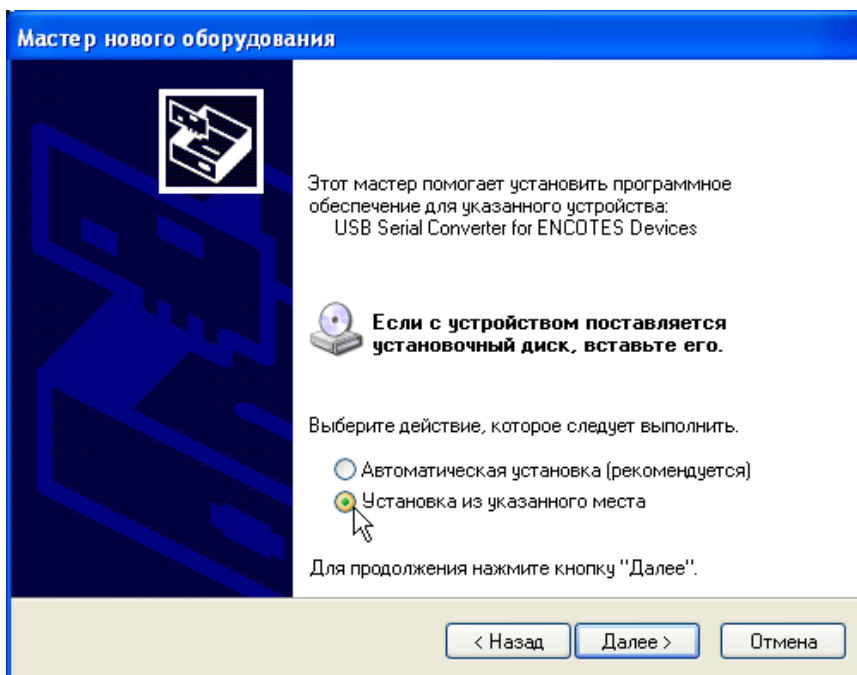 Мастер нового оборудования
Этот мастер помогает установить программное
обеспечение для указанного устройства:
USB Serial Converter for ENCOTES Devices
Если с устройством поставляется
установочный диск, вставьте его.
Выберите действие, которое следует выполнить.
Автоматическая установка (рекомендуется)
Установка из указанного места
Для продолжения нажмите кнопку "Далее".
< Назад
Далее >
Отмена